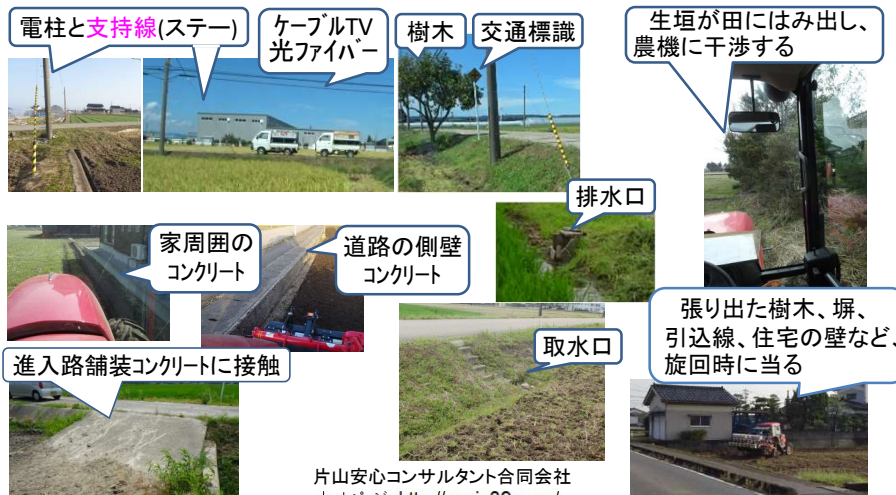 電柱と支持線(ステー)
ケーブルTV
光ファイバー
樹木
交通標識
生垣が田にはみ出し、
農機に干渉する
排水口
家周囲の
コンクリート
道路の側壁
コンクリート
取水口
張り出た樹木、塀、
引込線、住宅の壁など、
旋回時に当る
進入路舗装コンクリートに接触
片山安心コンサルタント合同会社